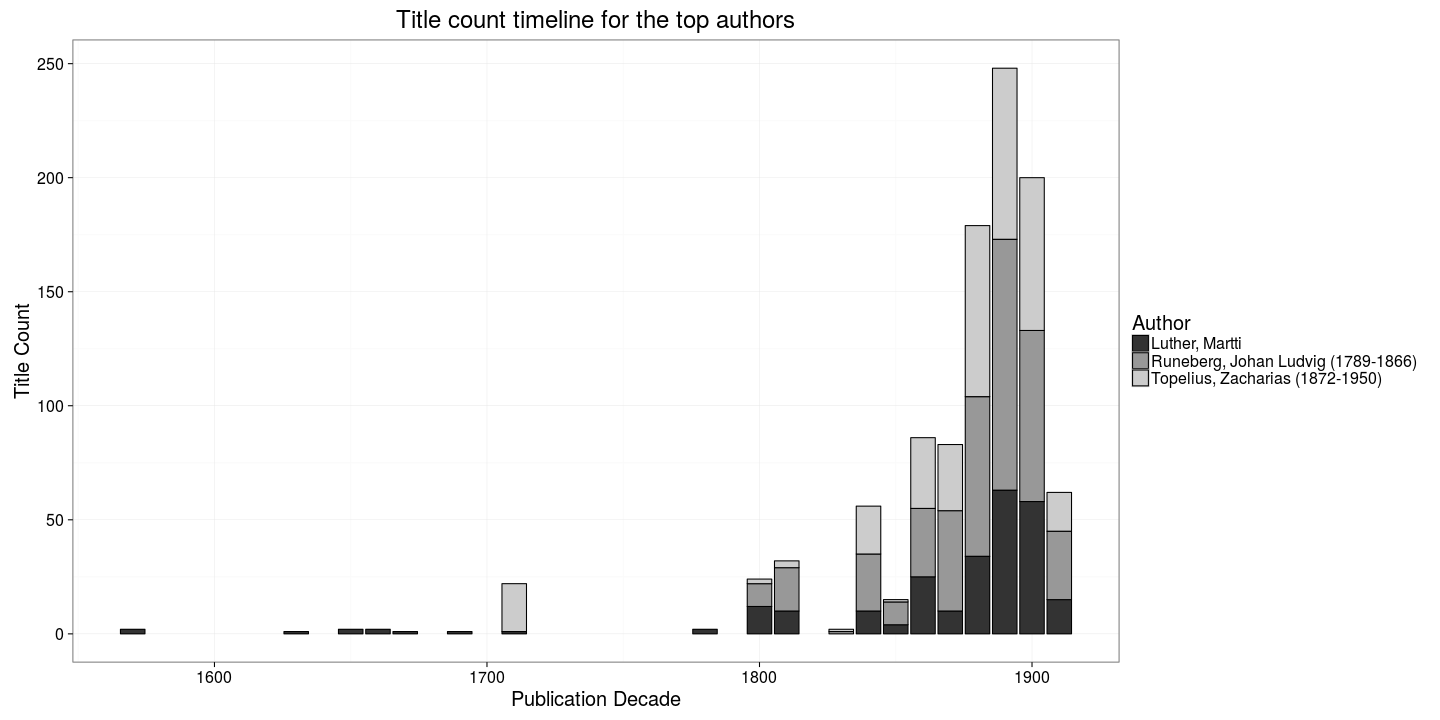 Title count timeline for the top authors
250
200
150
100
50
0
Title Count
1600
1700
1800
1900
Publication Decade
Author
Luther, Martti
Runeberg, Johan Ludvig (1789-1866)
Topelius, Zacharias (1872-1950)